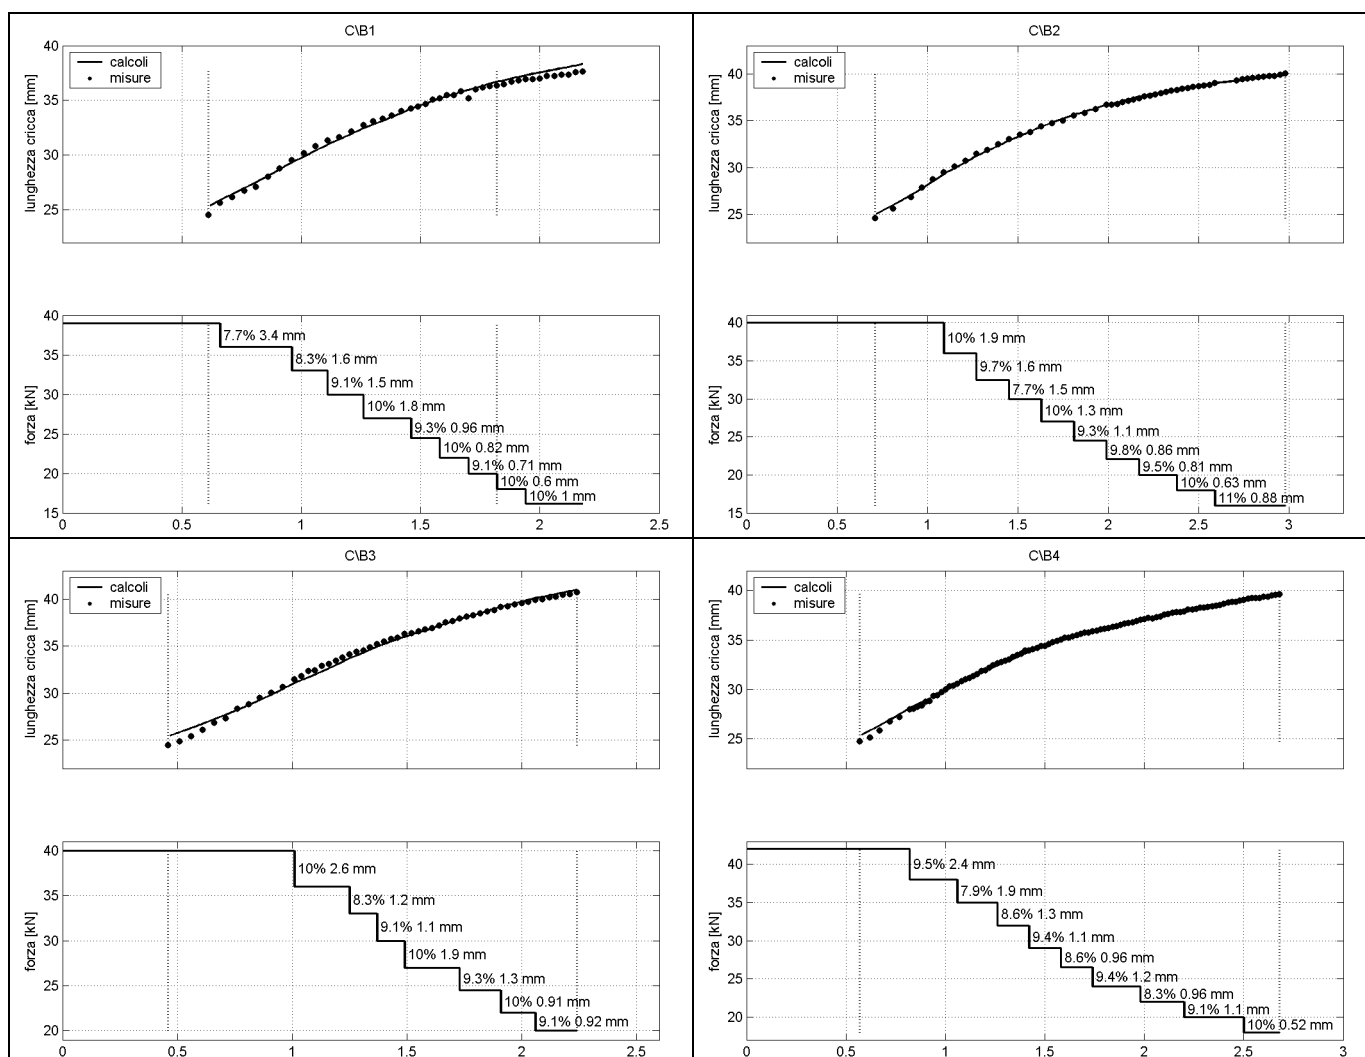 C\B1
lunghezza cricca [mm]
40
35
30
25
calcoli
misure
forza [kN]
40
35
30
25
20
15
7.7% 3.4 mm
8.3% 1.6 mm
9.1% 1.5 mm
10% 1.8 mm
9.3% 0.96 mm
10% 0.82 mm
9.1% 0.71 mm
10% 0.6 mm
10% 1 mm
0 0.5 1 1.5 2 2.5
C\B2
lunghezza cricca [mm]
40
35
30
25
calcoli
misure
forza [kN]
40
35
30
25
20
15
10% 1.9 mm
9.7% 1.6 mm
7.7% 1.5 mm
10% 1.3 mm
9.3% 1.1 mm
9.8% 0.86 mm
9.5% 0.81 mm
10% 0.63 mm
11% 0.88 mm
0 0.5 1 1.5 2 2.5 3
C\B3
lunghezza cricca [mm]
40
35
30
25
calcoli
misure
forza [kN]
40
35
30
25
20
10% 2.6 mm
8.3% 1.2 mm
9.1% 1.1 mm
10% 1.9 mm
9.3% 1.3 mm
10% 0.91 mm
9.1% 0.92 mm
0 0.5 1 1.5 2 2.5
C\B4
lunghezza cricca [mm]
40
35
30
25
calcoli
misure
forza [kN]
40
35
30
25
20
9.5% 2.4 mm
7.9% 1.9 mm
8.6% 1.3 mm
9.4% 1.1 mm
8.6% 0.96 mm
9.4% 1.2 mm
8.3% 0.96 mm
9.1% 1.1 mm
10% 0.52 mm
0 0.5 1 1.5 2 2.5 3